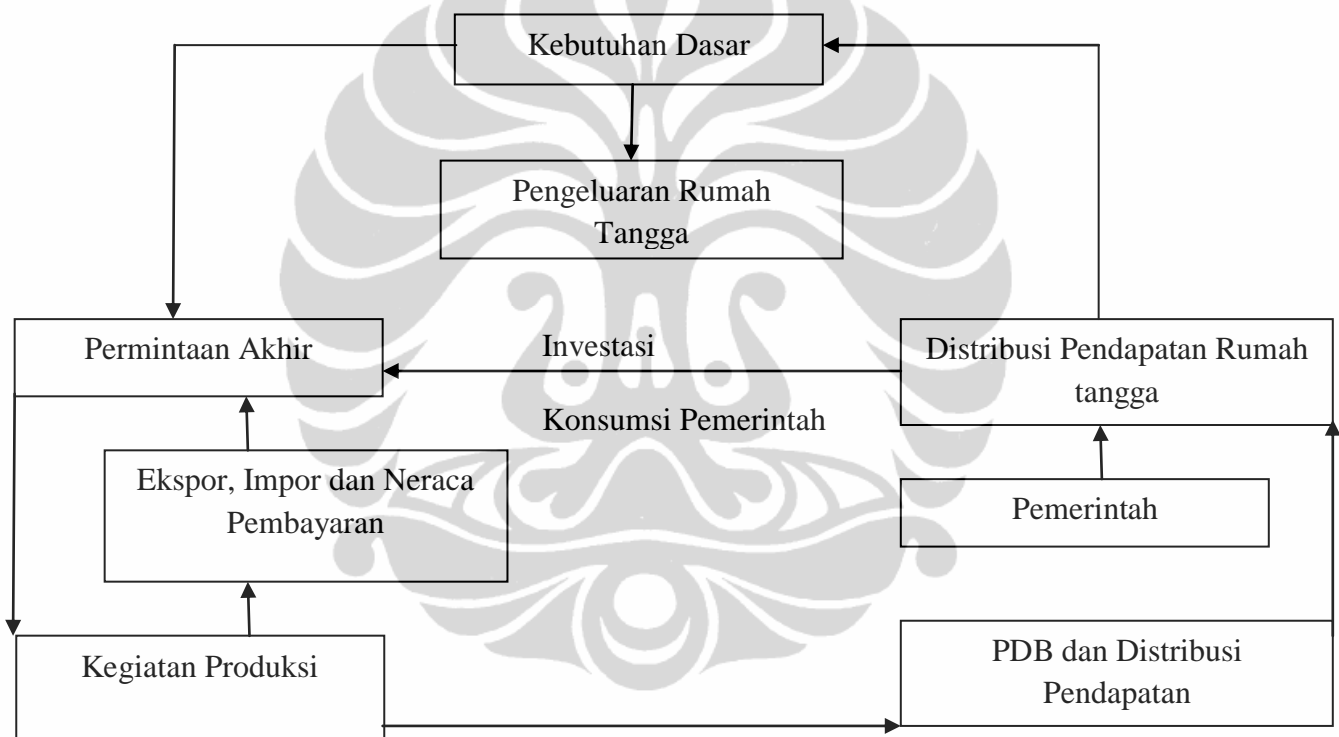 Kebutuhan Dasar
Pengeluaran Rumah
Tangga
Permintaan Akhir
Investasi
Distribusi Pendapatan Rumah
tangga
Konsumsi Pemerintah
Ekspor, Impor dan Neraca
Pembayaran
Pemerintah
Kegiatan Produksi
PDB dan Distribusi
Pendapatan